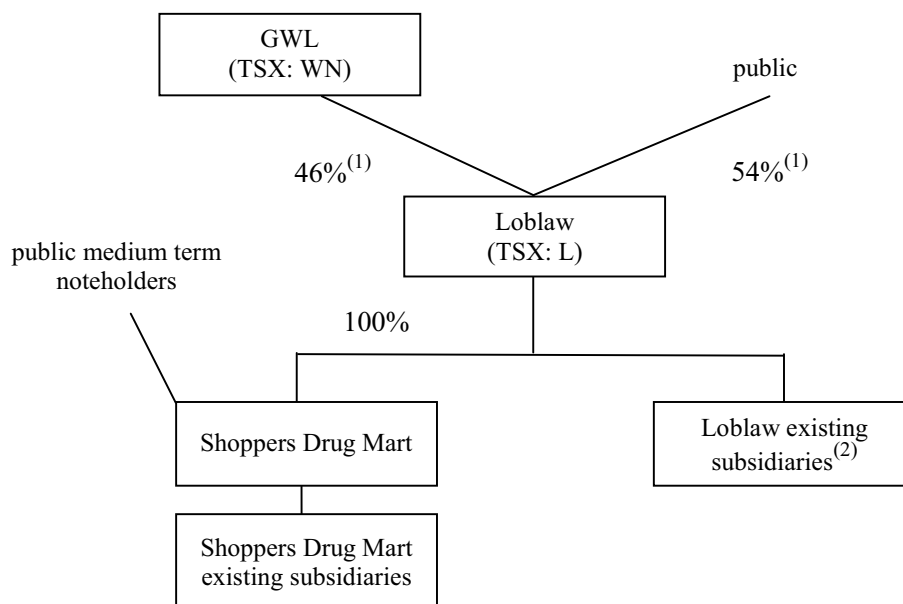 GWL
(TSX: WN)
public
46%(1)
54%(1)
Loblaw
(TSX: L)
public medium term
noteholders
100%
Shoppers Drug Mart
Loblaw existing
subsidiaries(2)
Shoppers Drug Mart
existing subsidiaries